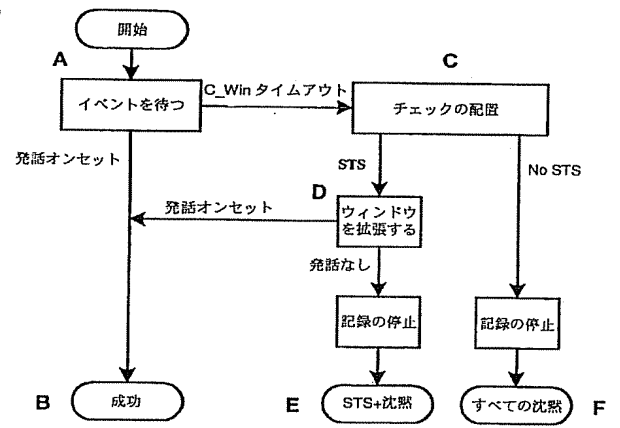 開始
A
C
イベントを待つ
C_Win タイムアウト
チェックの配置
発話オンセット
STS
No STS
D
発話オンセット
ウィンドウ
を拡張する
発話なし
記録の停止
記録の停止
B
成功
E
STS+沈黙
すべての沈黙
F